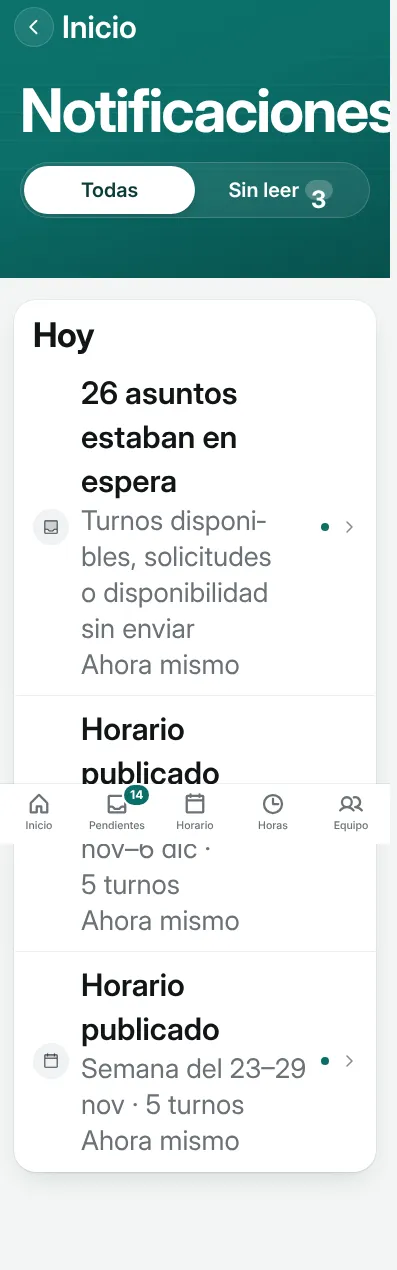 Inicio
Notificaciones
Todas
Sin leer 3
Hoy
26 asuntos
estaban en
espera
Turnos disponi-
bles, solicitudes
o disponibilidad
sin enviar
Ahora mismo
Horario
publicado
14
Inicio
Pendientes
Horario
Horas
Equipo
nov–6 dic ·
5 turnos
Ahora mismo
Horario
publicado
Semana del 23–29
nov · 5 turnos
Ahora mismo